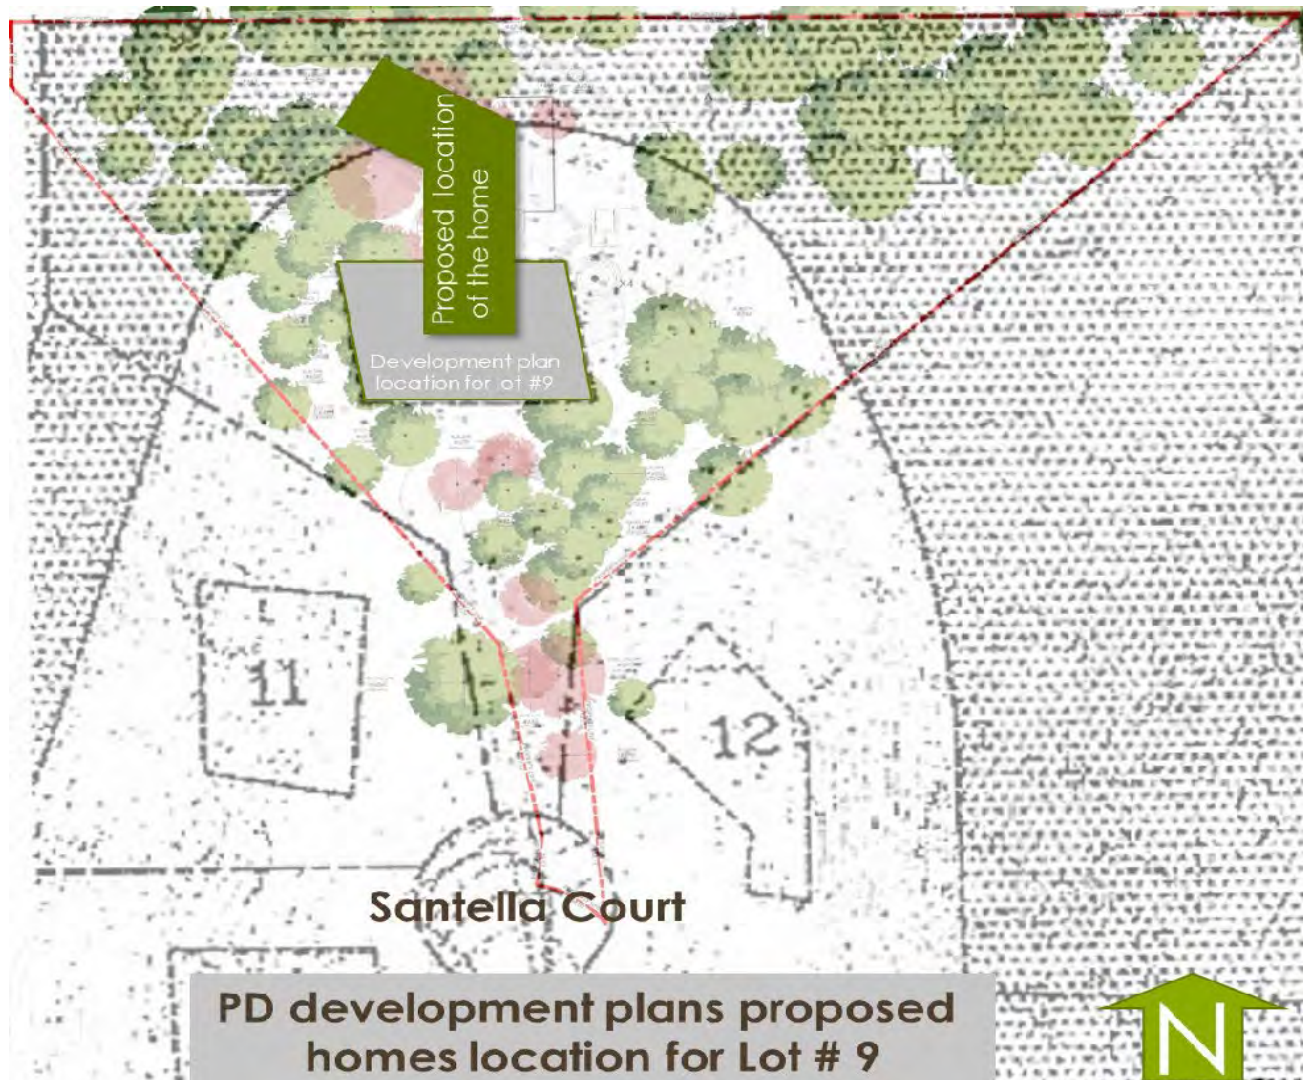 Proposed location
of the home
Development plan
location for lot #9
11
12
Santella Court
PD development plans proposed
homes location for Lot # 9
N